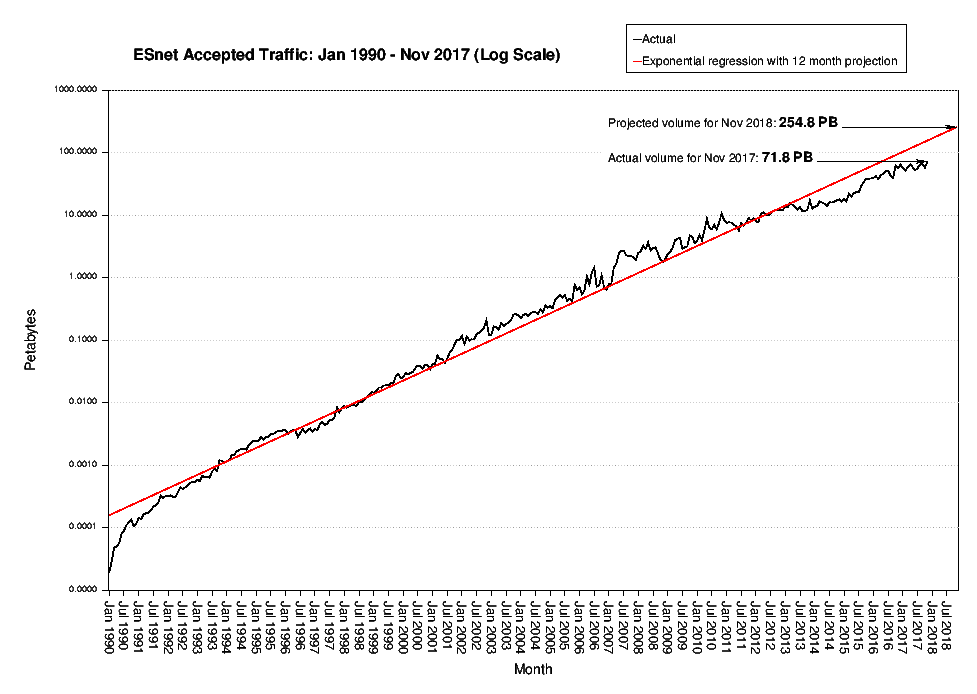 ESnet Accepted Traffic: Jan 1990 - Nov 2017 (Log Scale)
Actual
Exponential regression with 12 month projection
1000.0000
100.0000
10.0000
1.0000
0.1000
0.0100
0.0010
0.0001
0.0000
Petabytes
Projected volume for Nov 2018: 254.8 PB
Actual volume for Nov 2017: 71.8 PB
Jan 1990
Jul 1990
Jan 1991
Jul 1991
Jan 1992
Jul 1992
Jan 1993
Jul 1993
Jan 1994
Jul 1994
Jan 1995
Jul 1995
Jan 1996
Jul 1996
Jan 1997
Jul 1997
Jan 1998
Jul 1998
Jan 1999
Jul 1999
Jan 2000
Jul 2000
Jan 2001
Jul 2001
Jan 2002
Jul 2002
Jan 2003
Jul 2003
Jan 2004
Jul 2004
Jan 2005
Jul 2005
Jan 2006
Jul 2006
Jan 2007
Jul 2007
Jan 2008
Jul 2008
Jan 2009
Jul 2009
Jan 2010
Jul 2010
Jan 2011
Jul 2011
Jan 2012
Jul 2012
Jan 2013
Jul 2013
Jan 2014
Jul 2014
Jan 2015
Jul 2015
Jan 2016
Jul 2016
Jan 2017
Jul 2017
Jan 2018
Jul 2018
Month